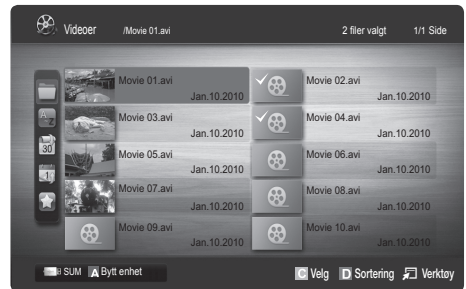 Videoer /Movie 01.avi 2 filer valgt 1/1 Side
Movie 01.avi Movie 02.avi
Jan.10.2010 Jan.10.2010
Movie 03.avi Movie 04.avi
Jan.10.2010 Jan.10.2010
Movie 05.avi Movie 06.avi
Jan.10.2010 Jan.10.2010
Movie 07.avi Movie 08.avi
Jan.10.2010 Jan.10.2010
Movie 09.avi Movie 10.avi
Jan.10.2010 Jan.10.2010
SUM A Bytt enhet C Velg D Sortering Verktøy